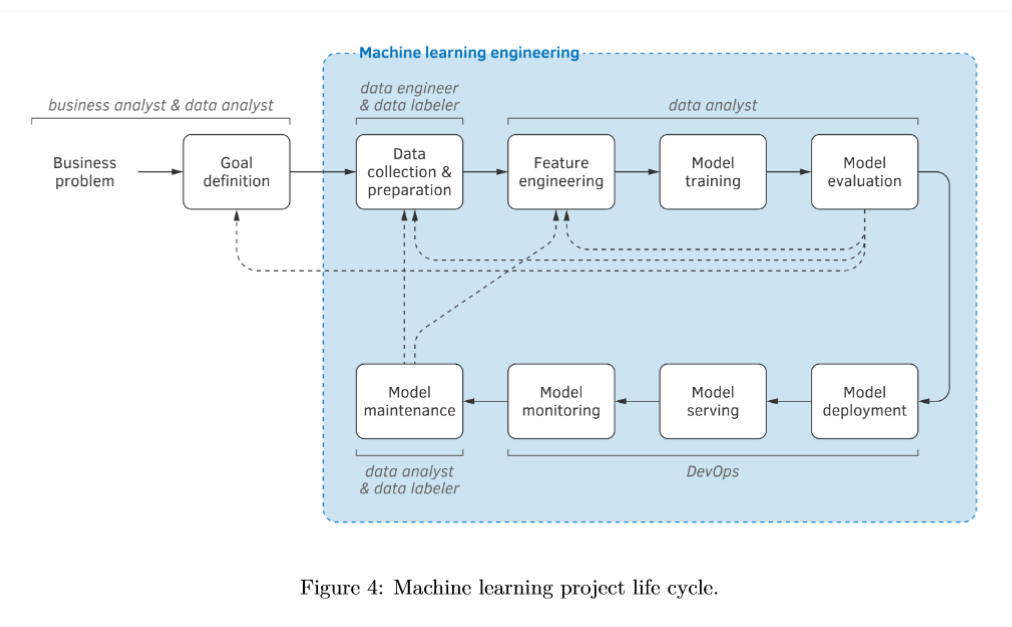 Machine learning engineering
business analyst & data analyst
data engineer
& data labeler
data analyst
Business
problem
Goal
definition
Data
collection &
preparation
Feature
engineering
Model
training
Model
evaluation
Model
maintenance
Model
monitoring
Model
serving
Model
deployment
data analyst
& data labeler
DevOps
Figure 4: Machine learning project life cycle.